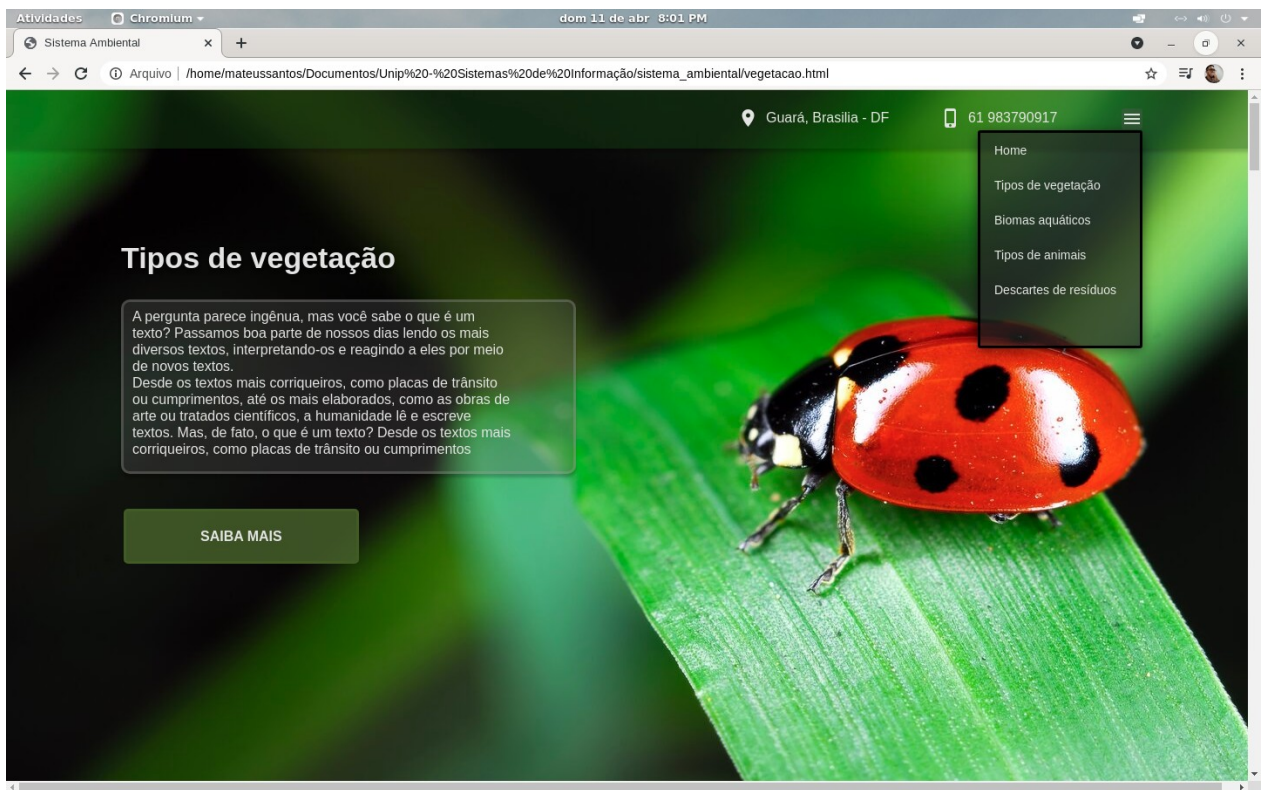 Atividades
Chromium
dom 11 de abr 8:01 PM
Sistema Ambiental
Arquivo
/home/mateussantos/Documentos/Unip%20-%20Sistemas%20de%20Informação/sistema_ambiental/vegetacao.html
Guará, Brasilia - DF
61 983790917
Home
Tipos de vegetação
Biomas aquáticos
Tipos de animais
Descartes de resíduos
Tipos de vegetação
A pergunta parece ingênua, mas você sabe o que é um
texto? Passamos boa parte de nossos dias lendo os mais
diversos textos, interpretando-os e reagindo a eles por meio
de novos textos.
Desde os textos mais corriqueiros, como placas de trânsito
ou cumprimentos, até os mais elaborados, como as obras de
arte ou tratados científicos, a humanidade lê e escreve
textos. Mas, de fato, o que é um texto? Desde os textos mais
corriqueiros, como placas de trânsito ou cumprimentos
SAIBA MAIS